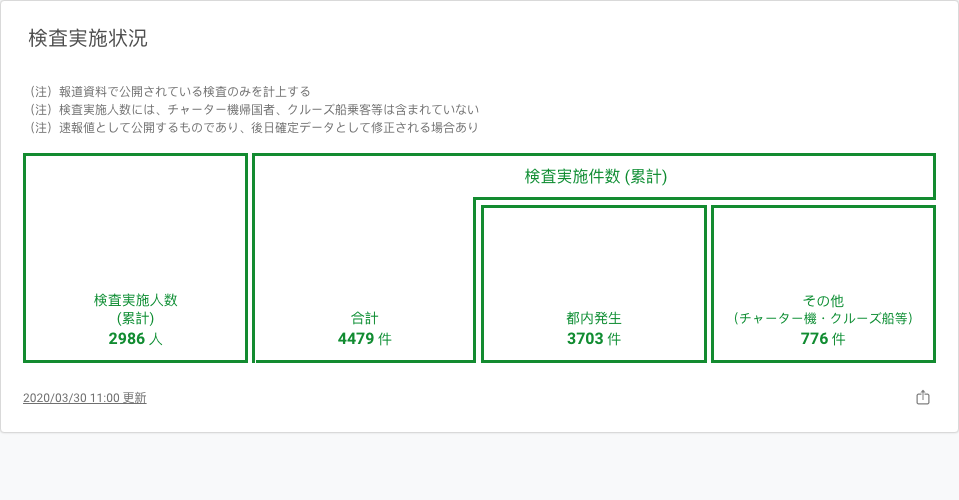 検査実施状況
（注）報道資料で公開されている検査のみを計上する
（注）検査実施人数には、チャーター機帰国者、クルーズ船乗客等は含まれていない
（注）速報値として公開するものであり、後日確定データとして修正される場合あり
検査実施件数 (累計)
検査実施人数
(累計)
2986 人
合計
4479 件
都内発生
3703 件
その他
（チャーター機・クルーズ船等）
776 件
2020/03/30 11:00 更新